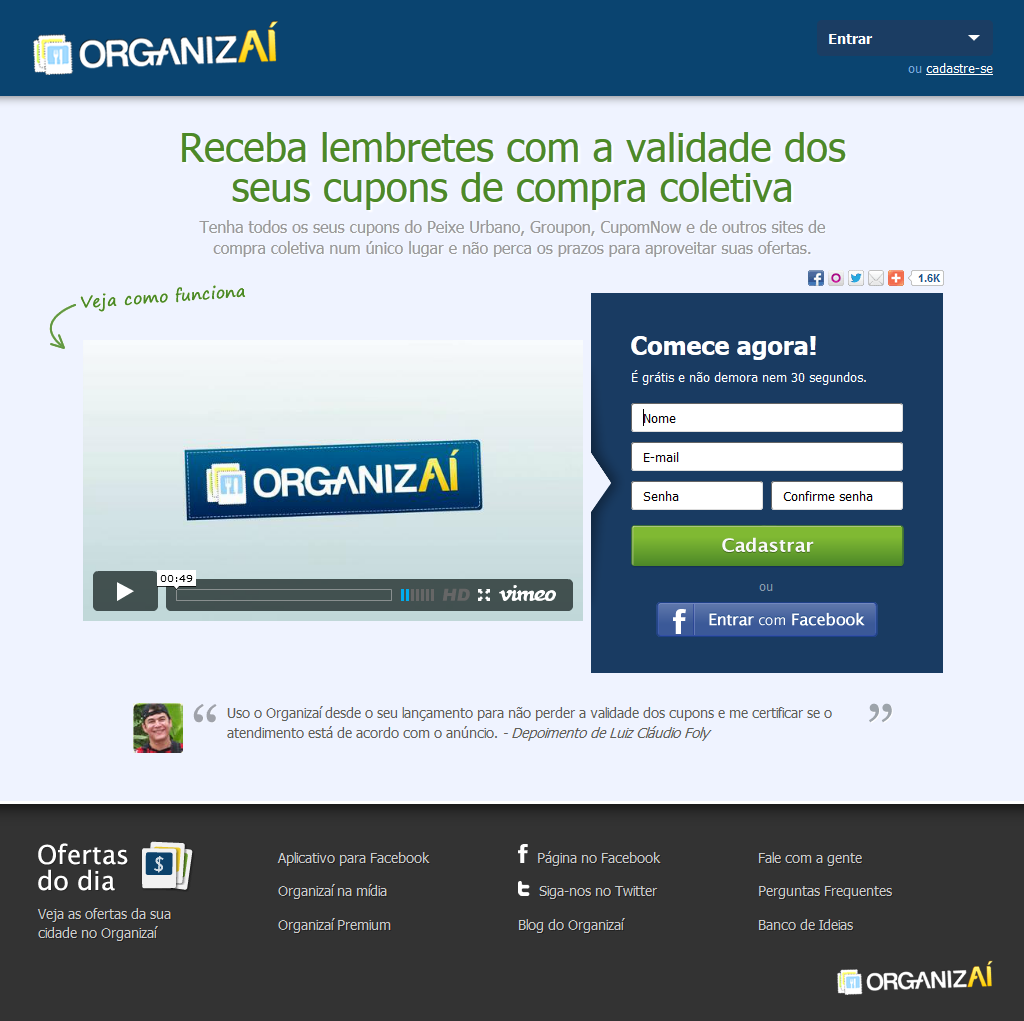 ORGANIZAÍ
Entrar
ou cadastre-se
Receba lembretes com a validade dos
seus cupons de compra coletiva
Tenha todos os seus cupons do Peixe Urbano, Groupon, CupomNow e de outros sites de
compra coletiva num único lugar e não perca os prazos para aproveitar suas ofertas.
1.6K
Veja como funciona
ORGANIZAÍ
00:49
HD vimeo
Comece agora!
É grátis e não demora nem 30 segundos.
Nome
E-mail
Senha Confirme senha
Cadastrar
ou
f Entrar com Facebook
“ Uso o Organizaí desde o seu lançamento para não perder a validade dos cupons e me certificar se o ”
atendimento está de acordo com o anúncio. - Depoimento de Luiz Cláudio Foly
Ofertas
do dia
$
Veja as ofertas da sua
cidade no Organizaí
Aplicativo para Facebook
Organizaí na mídia
Organizaí Premium
f Página no Facebook
t Siga-nos no Twitter
Blog do Organizaí
Fale com a gente
Perguntas Frequentes
Banco de Ideias
ORGANIZAÍ